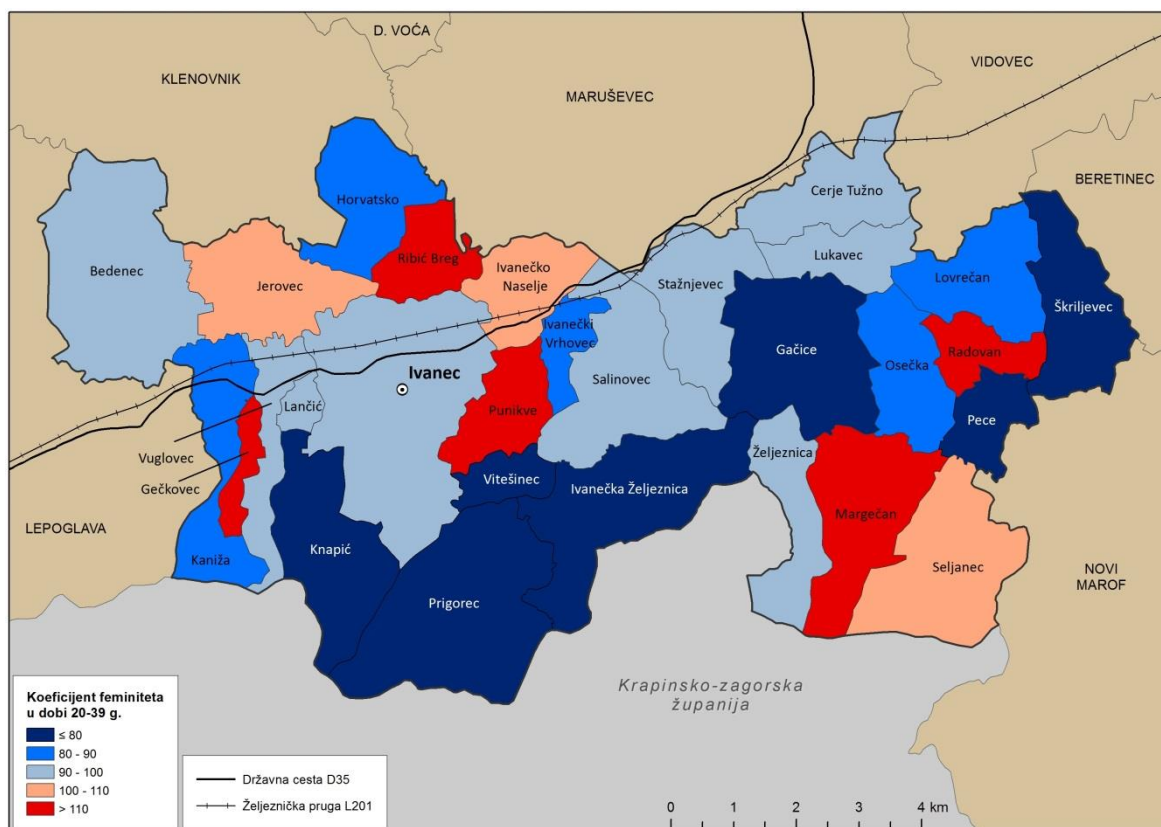 D. VOĆA
KLENOVNIK
VIDOVEC
MARUŠEVEC
BERETINEC
Horvatsko
Cerje Tužno
Bedenec
Ribić Breg
Ivanečko
Naselje
Lukavec
Jerovec
Stažnjevec
Lovrečan
Škriljevec
Ivanečki
Vrhovec
Gačice
Radovan
Osečka
Ivanec
Salinovec
Lančić
Punikve
Pece
Vuglovec
Željeznica
Gečkovec
Vitešinec
Ivanečka Željeznica
LEPOGLAVA
Margečan
Kaniža
Knapić
Seljanec
NOVI
MAROF
Prigorec
Krapinsko-zagorska
županija
Koeficijent feminiteta
u dobi 20-39 g.
≤ 80
80 - 90
90 - 100
100 - 110
> 110
Državna cesta D35
Željeznička pruga L201
0 1 2 3 4 km